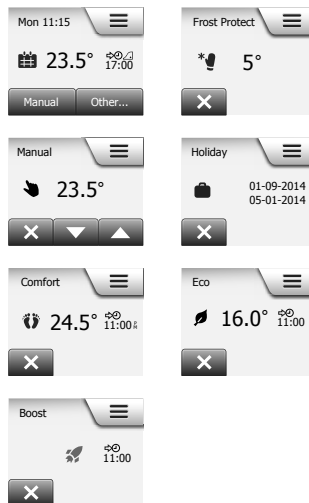 Mon 11:15
23.5°
17:00
Manual Other...
Frost Protect
5°
Manual
23.5°
Holiday
01-09-2014
05-01-2014
Comfort
24.5° 11:00
Eco
16.0° 11:00
Boost
11:00